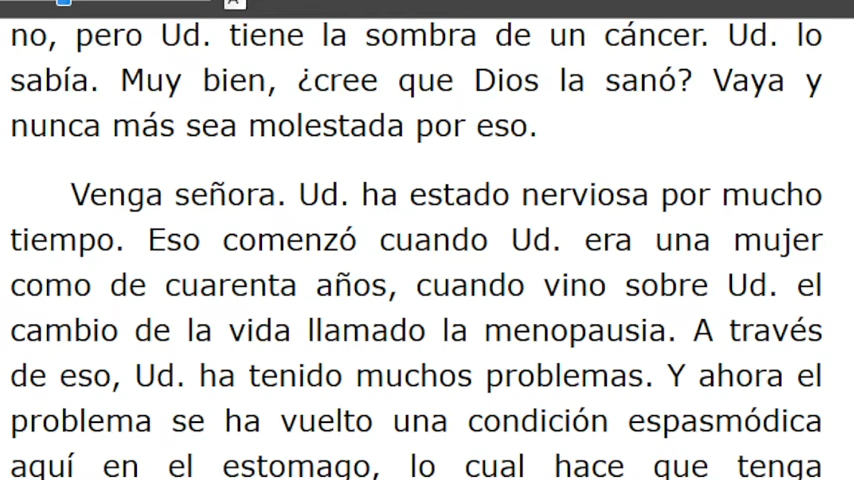 no, pero Ud. tiene la sombra de un cáncer. Ud. lo
sabía. Muy bien, ¿cree que Dios la sanó? Vaya y
nunca más sea molestada por eso.
Venga señora. Ud. ha estado nerviosa por mucho
tiempo. Eso comenzó cuando Ud. era una mujer
como de cuarenta años, cuando vino sobre Ud. el
cambio de la vida llamado la menopausia. A través
de eso, Ud. ha tenido muchos problemas. Y ahora el
problema se ha vuelto una condición espasmódica
aquí en el estomago, lo cual hace que tenga